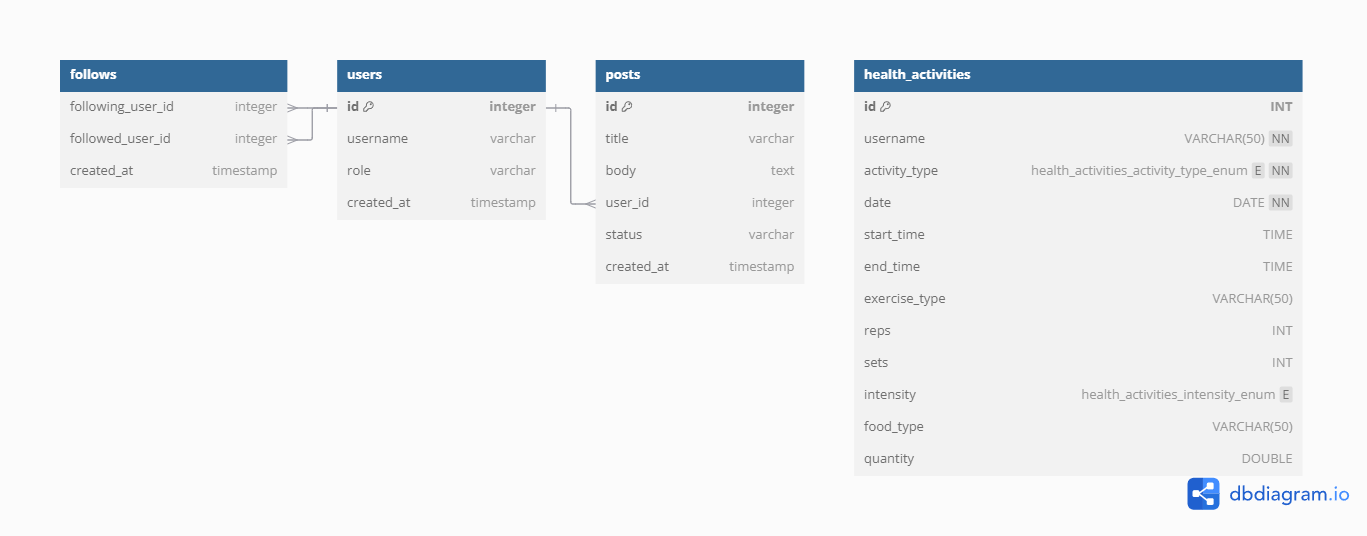 follows
following_user_id integer
followed_user_id integer
created_at timestamp
users
id integer
username varchar
role varchar
created_at timestamp
posts
id integer
title varchar
body text
user_id integer
status varchar
created_at timestamp
health_activities
id INT
username VARCHAR(50) NN
activity_type health_activities_activity_type_enum E NN
date DATE NN
start_time TIME
end_time TIME
exercise_type VARCHAR(50)
reps INT
sets INT
intensity health_activities_intensity_enum E
food_type VARCHAR(50)
quantity DOUBLE
dbdiagram.io